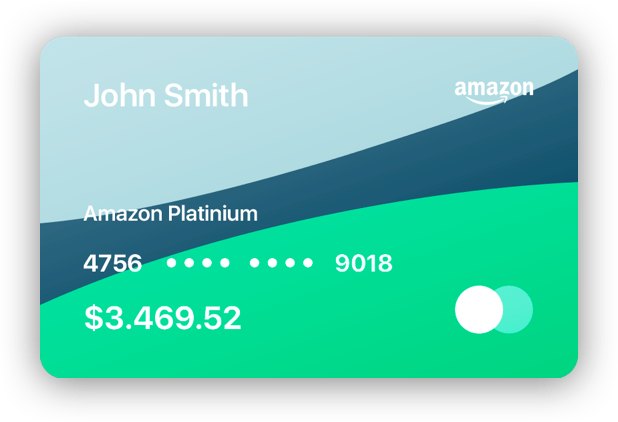 John Smith
amazon
Amazon Platinium
4756 •••• •••• 9018
$3.469.52